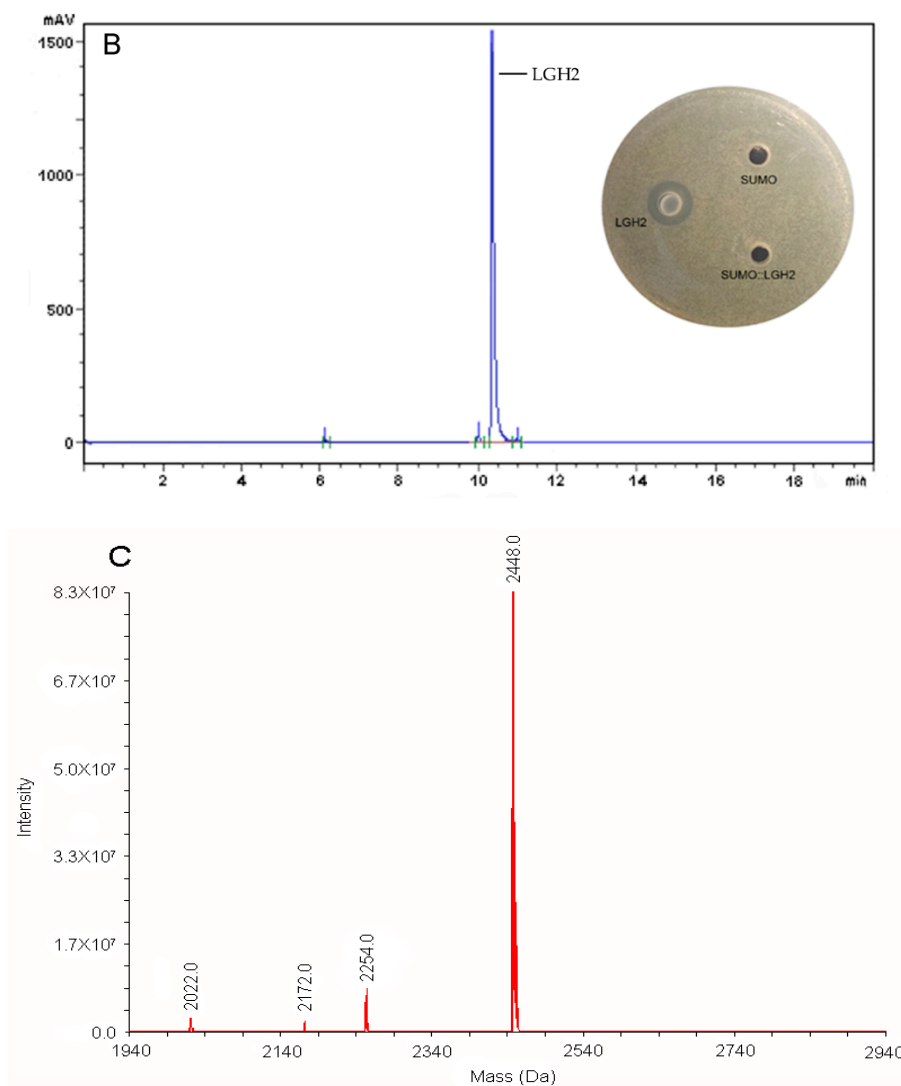 mAV
B
1500
LGH2
1000
SUMO
LGH2
SUMO::LGH2
500
0
2 4 6 8 10 12 14 16 18 min
C
2448.0
8.3X10⁷
6.7X10⁷
5.0X10⁷
Intensity
3.3X10⁷
1.7X10⁷
2022.0
2172.0
2254.0
0.0
1940 2140 2340 2540 2740 2940
Mass (Da)